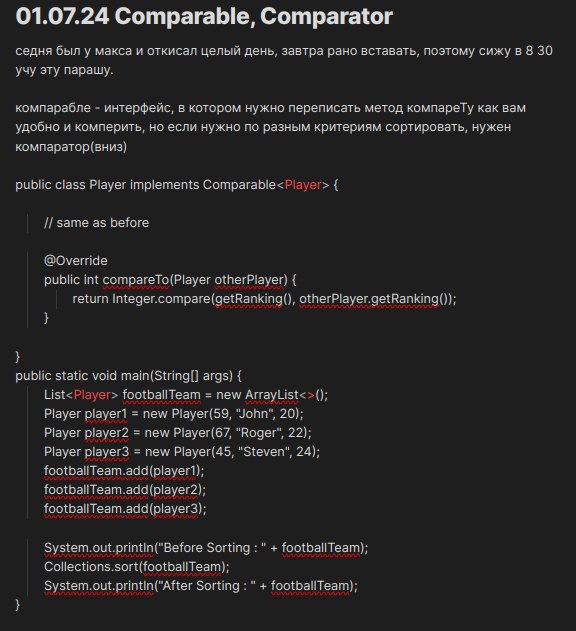 01.07.24 Comparable, Comparator
седня был у макса и откисал целый день, завтра рано вставать, поэтому сижу в 8 30
учу эту парашу.
компарабле - интерфейс, в котором нужно переписать метод компареТу как вам
удобно и комперить, но если нужно по разным критериям сортировать, нужен
компаратор(вниз)
public class Player implements Comparable<Player> {
// same as before
@Override
public int compareTo(Player otherPlayer) {
return Integer.compare(getRanking(), otherPlayer.getRanking());
}
}
public static void main(String[] args) {
List<Player> footballTeam = new ArrayList<>();
Player player1 = new Player(59, "John", 20);
Player player2 = new Player(67, "Roger", 22);
Player player3 = new Player(45, "Steven", 24);
footballTeam.add(player1);
footballTeam.add(player2);
footballTeam.add(player3);
System.out.println("Before Sorting : " + footballTeam);
Collections.sort(footballTeam);
System.out.println("After Sorting : " + footballTeam);
}